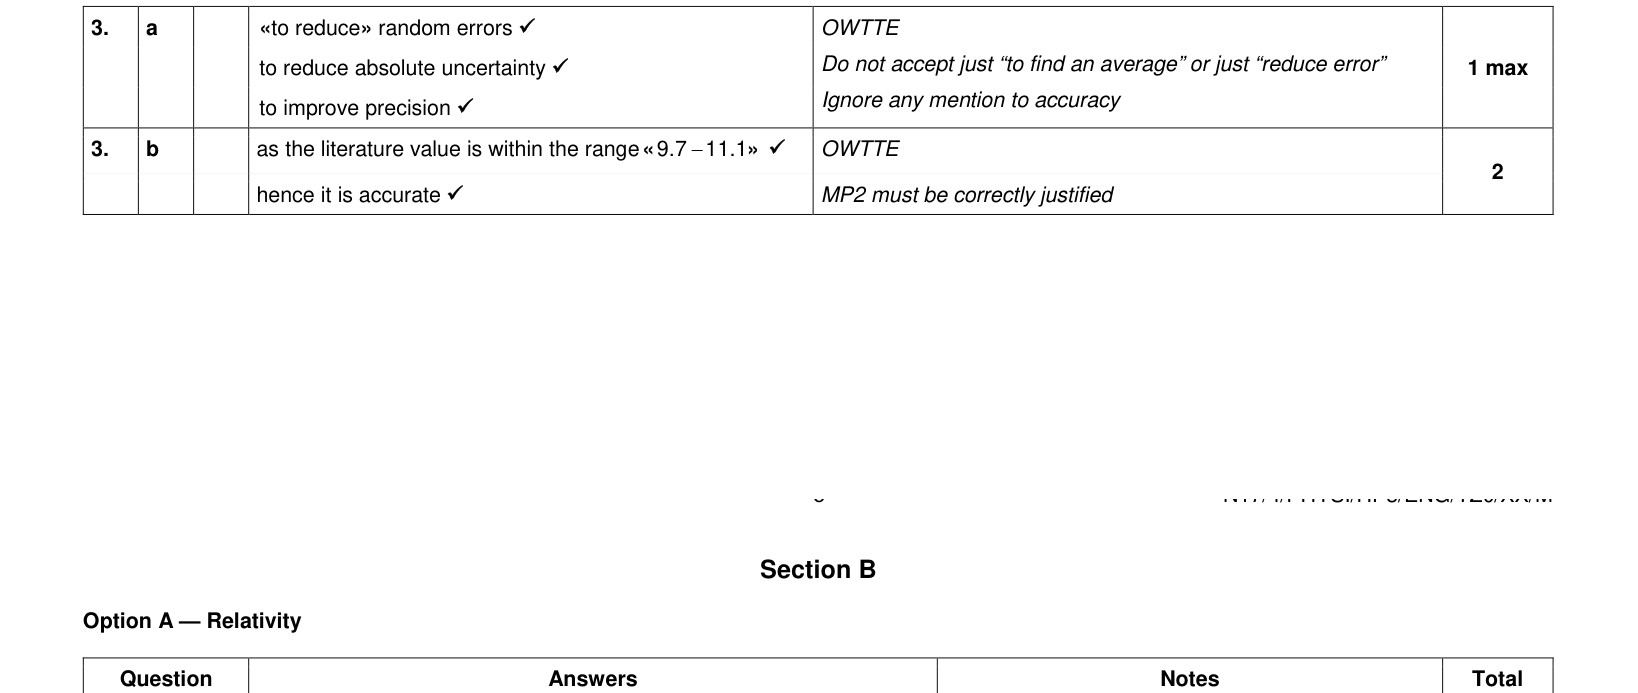 3. a «to reduce» random errors ✓ OWTTE
to reduce absolute uncertainty ✓ Do not accept just “to find an average” or just “reduce error” 1 max
to improve precision ✓ Ignore any mention to accuracy
3. b as the literature value is within the range «9.7 – 11.1» ✓ OWTTE 2
hence it is accurate ✓ MP2 must be correctly justified
Section B
Option A — Relativity
Question Answers Notes Total